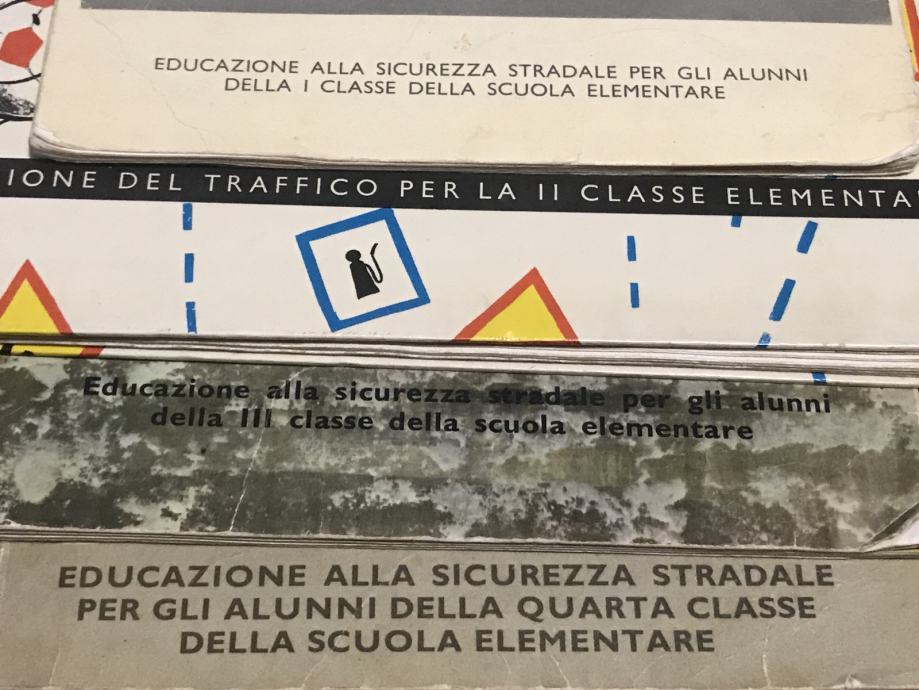 EDUCAZIONE ALLA SICUREZZA STRADALE PER GLI ALUNNI
DELLA I CLASSE DELLA SCUOLA ELEMENTARE
IONE DEL TRAFFICO PER LA II CLASSE ELEMENTA
Educazione alla sicurezza stradale per gli alunni
della III classe della scuola elementare
EDUCAZIONE ALLA SICUREZZA STRADALE
PER GLI ALUNNI DELLA QUARTA CLASSE
DELLA SCUOLA ELEMENTARE